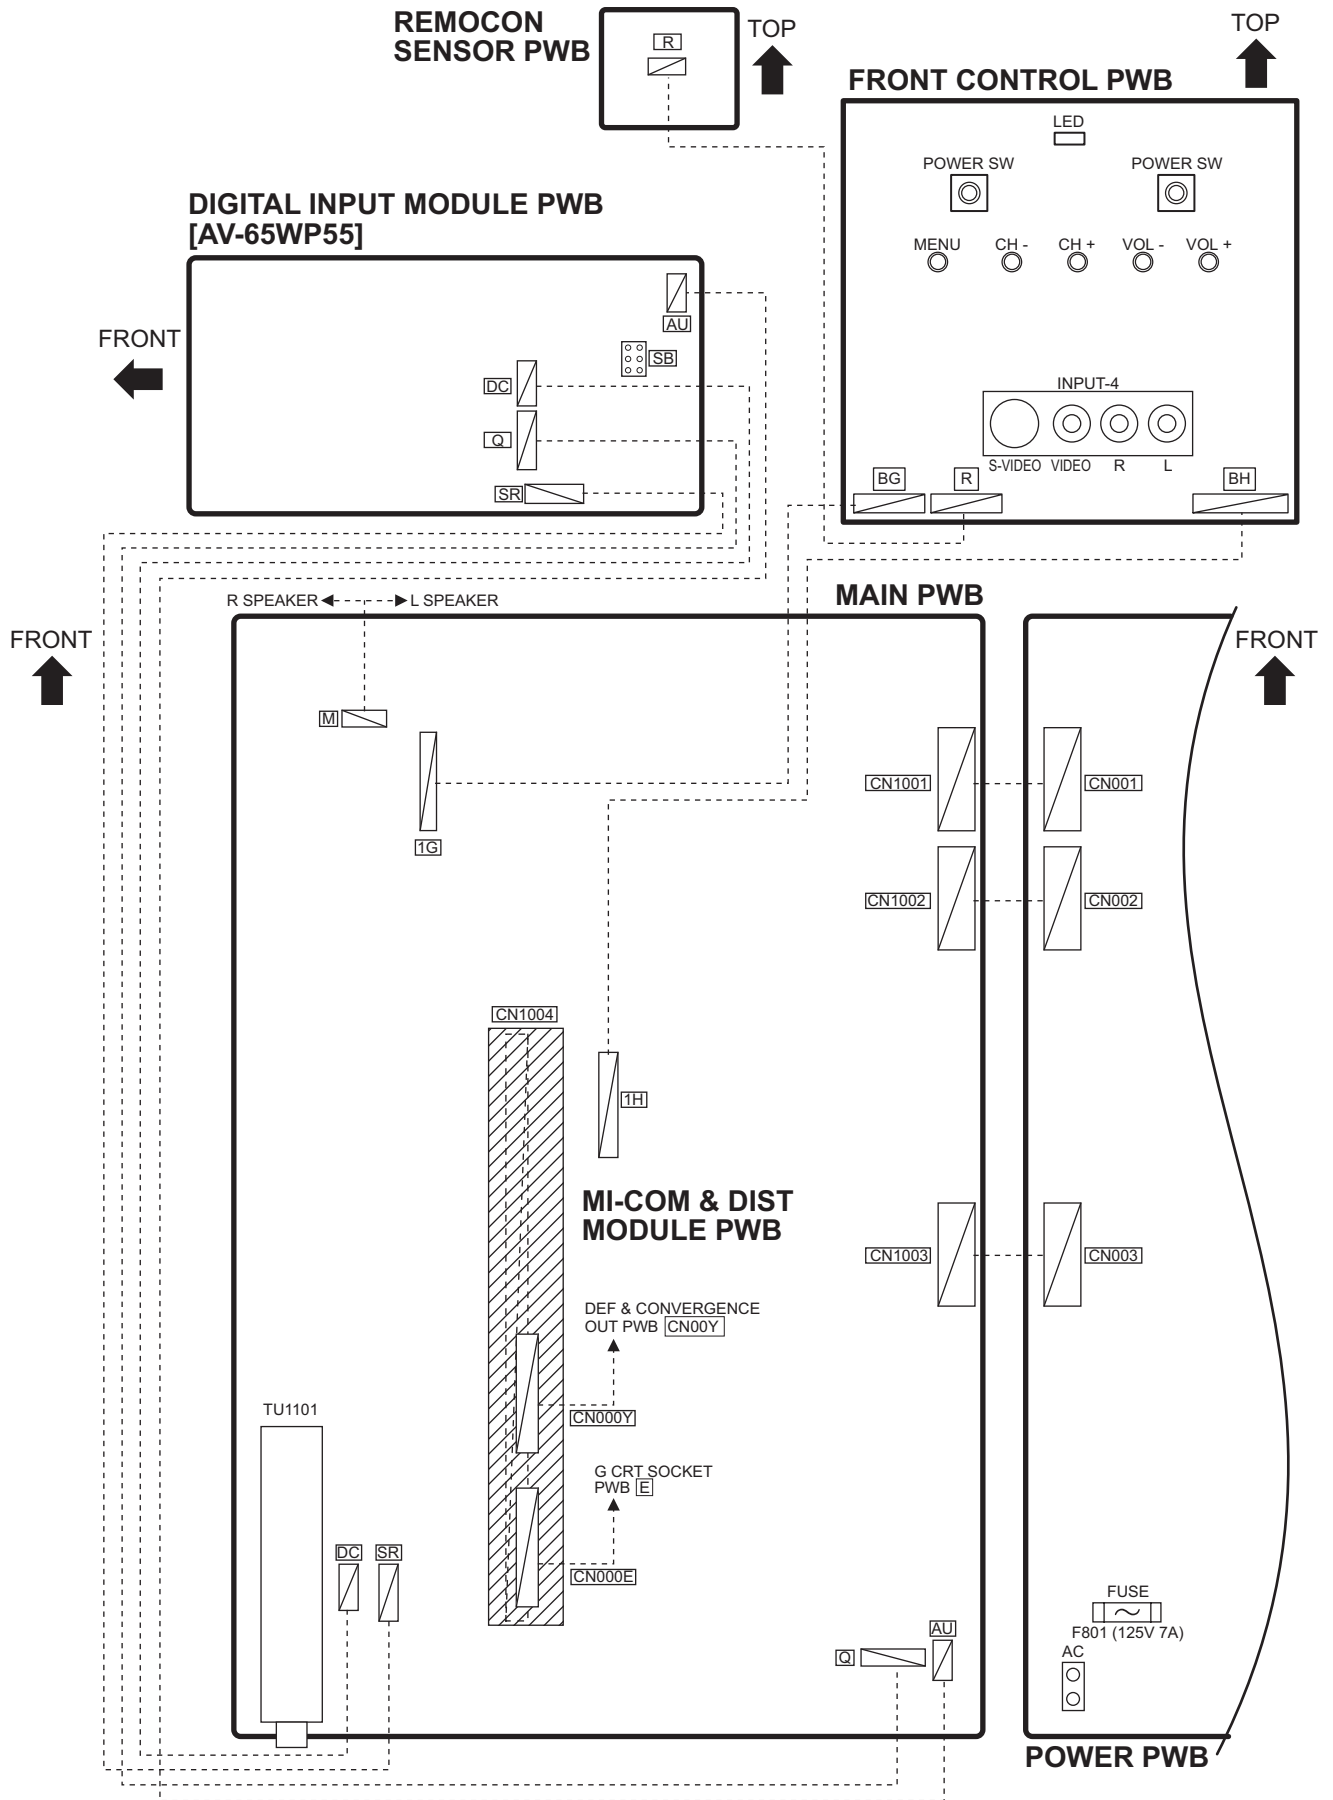 REMOCON
SENSOR PWB
R
TOP
TOP
FRONT CONTROL PWB
LED
POWER SW
POWER SW
MENU
CH -
CH +
VOL -
VOL +
INPUT-4
S-VIDEO
VIDEO
R
L
BG
R
BH
DIGITAL INPUT MODULE PWB
[AV-65WP55]
FRONT
AU
SB
DC
Q
SR
R SPEAKER
L SPEAKER
MAIN PWB
FRONT
FRONT
M
1G
CN1001
CN001
CN1002
CN002
CN1004
1H
MI-COM & DIST
MODULE PWB
CN1003
CN003
DEF & CONVERGENCE
OUT PWB CN00Y
CN000Y
TU1101
G CRT SOCKET
PWB E
CN000E
DC
SR
Q
AU
FUSE
F801 (125V 7A)
AC
POWER PWB